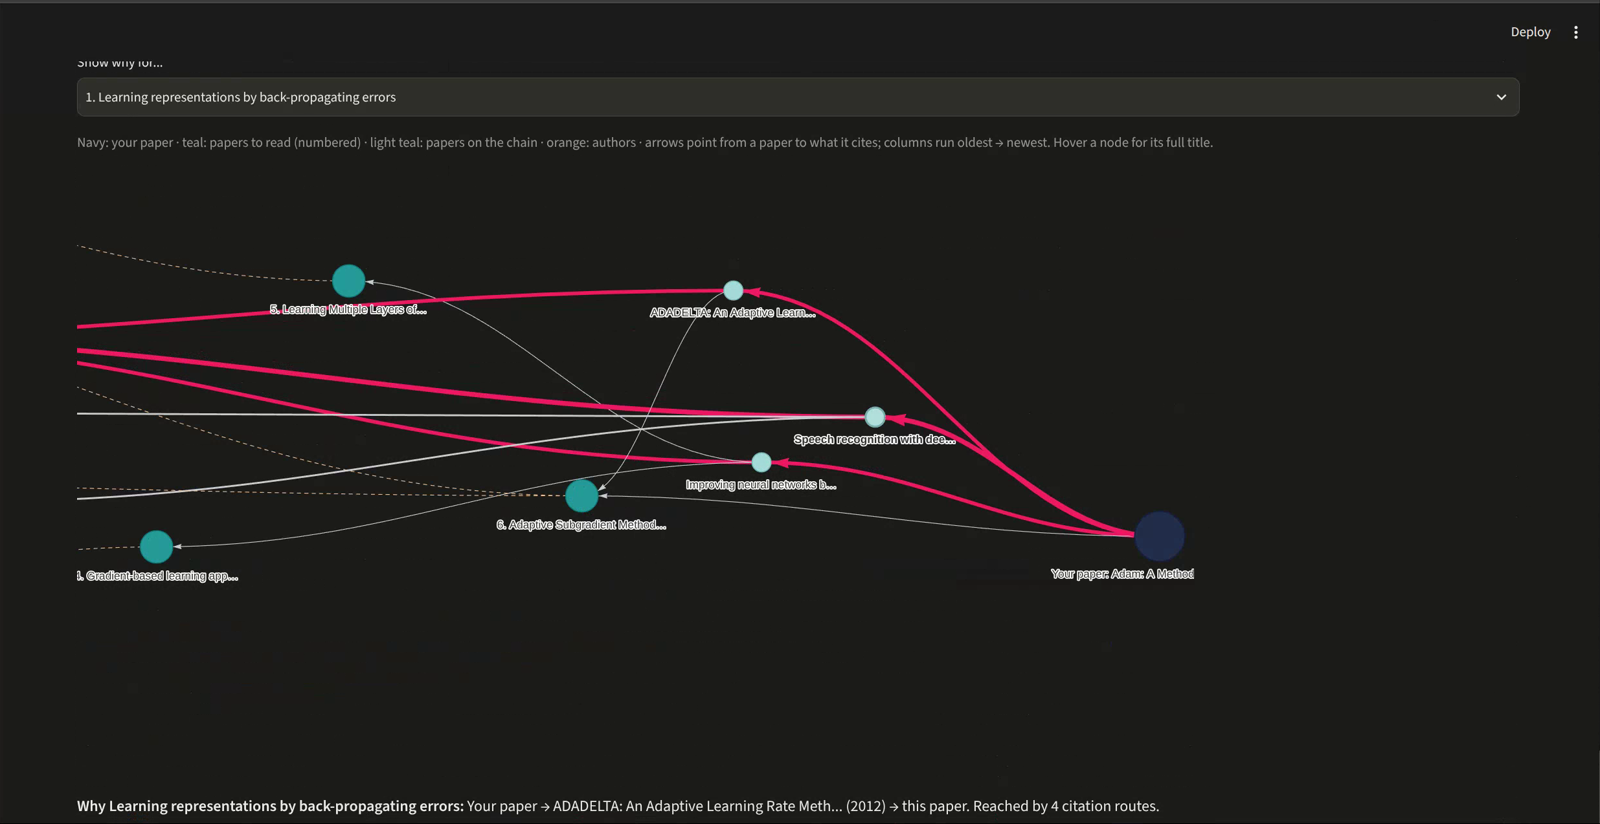 Deploy
Show why for...
1. Learning representations by back-propagating errors
Navy: your paper · teal: papers to read (numbered) · light teal: papers on the chain · orange: authors · arrows point from a paper to what it cites; columns run oldest → newest. Hover a node for its full title.
5. Learning Multiple Layers of...
ADADELTA: An Adaptive Learn...
Speech recognition with dee...
Improving neural networks b...
6. Adaptive Subgradient Method...
Your paper: Adam: A Method
. Gradient-based learning app...
Why Learning representations by back-propagating errors: Your paper → ADADELTA: An Adaptive Learning Rate Meth... (2012) → this paper. Reached by 4 citation routes.